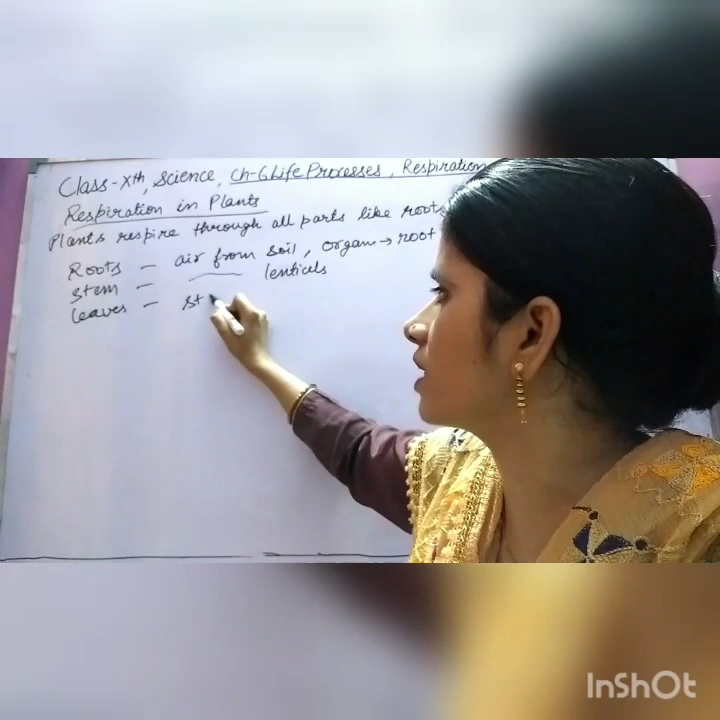 Class-Xth, Science, Ch-6 Life Processes, Respiration
Respiration in Plants
Plants respire through all parts like roots
Roots - air from soil, organ → root
Stem - lenticals
leaves - st
InShOt